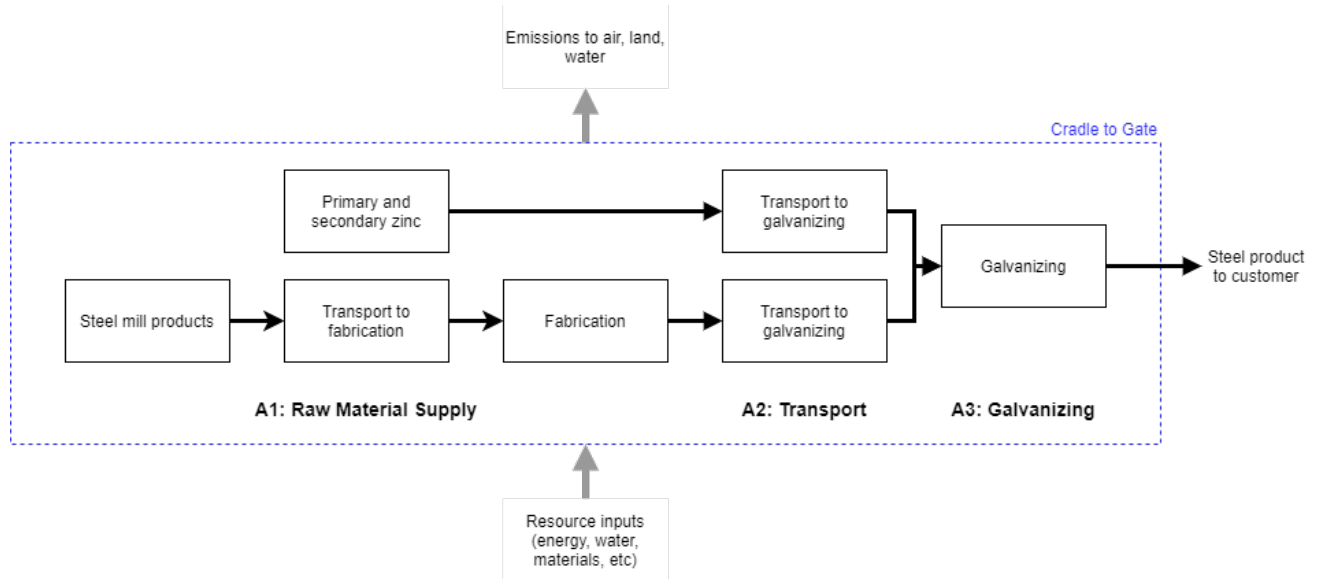 Emissions to air, land,
water
Cradle to Gate
Primary and
secondary zinc
Transport to
galvanizing
Galvanizing
Steel product
to customer
Steel mill products
Transport to
fabrication
Fabrication
Transport to
galvanizing
A1: Raw Material Supply
A2: Transport
A3: Galvanizing
Resource inputs
(energy, water,
materials, etc)